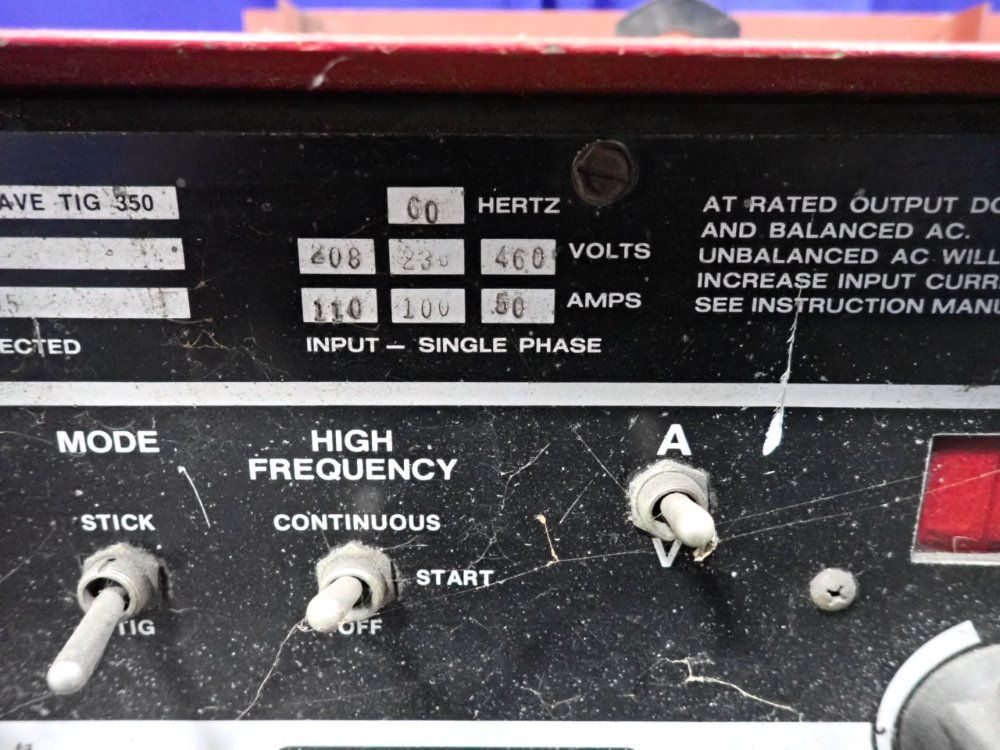 AVE TIG 350
60 HERTZ
208 230 460 VOLTS
.5
110 100 50 AMPS
ECTED
INPUT – SINGLE PHASE
AT RATED OUTPUT DC
AND BALANCED AC.
UNBALANCED AC WILL
INCREASE INPUT CURR
SEE INSTRUCTION MANU
MODE
STICK
TIG
HIGH
FREQUENCY
CONTINUOUS
START
OFF
A
V